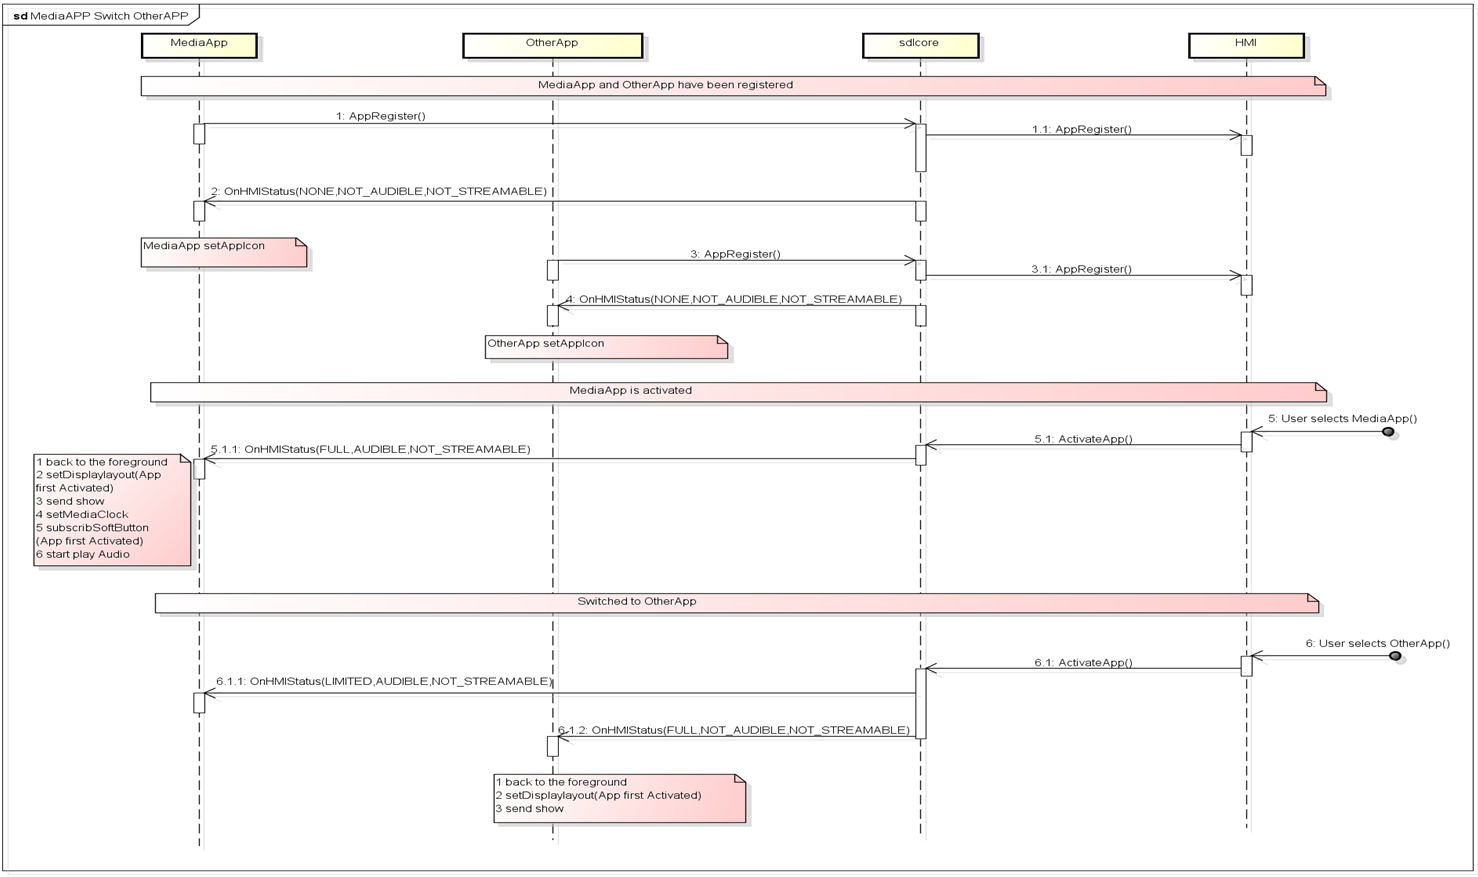 sd MediaAPP Switch OtherAPP
MediaApp
OtherApp
sdlcore
HMI
MediaApp and OtherApp have been registered
1: AppRegister()
1.1: AppRegister()
2: OnHMIStatus(NONE,NOT_AUDIBLE,NOT_STREAMABLE)
MediaApp setAppIcon
3: AppRegister()
3.1: AppRegister()
4: OnHMIStatus(NONE,NOT_AUDIBLE,NOT_STREAMABLE)
OtherApp setAppIcon
MediaApp is activated
5: User selects MediaApp()
5.1: ActivateApp()
5.1.1: OnHMIStatus(FULL,AUDIBLE,NOT_STREAMABLE)
1 back to the foreground
2 setDisplaylayout(App
first Activated)
3 send show
4 setMediaClock
5 subscribSoftButton
(App first Activated)
6 start play Audio
Switched to OtherApp
6: User selects OtherApp()
6.1: ActivateApp()
6.1.1: OnHMIStatus(LIMITED,AUDIBLE,NOT_STREAMABLE)
6.1.2: OnHMIStatus(FULL,NOT_AUDIBLE,NOT_STREAMABLE)
1 back to the foreground
2 setDisplaylayout(App first Activated)
3 send show